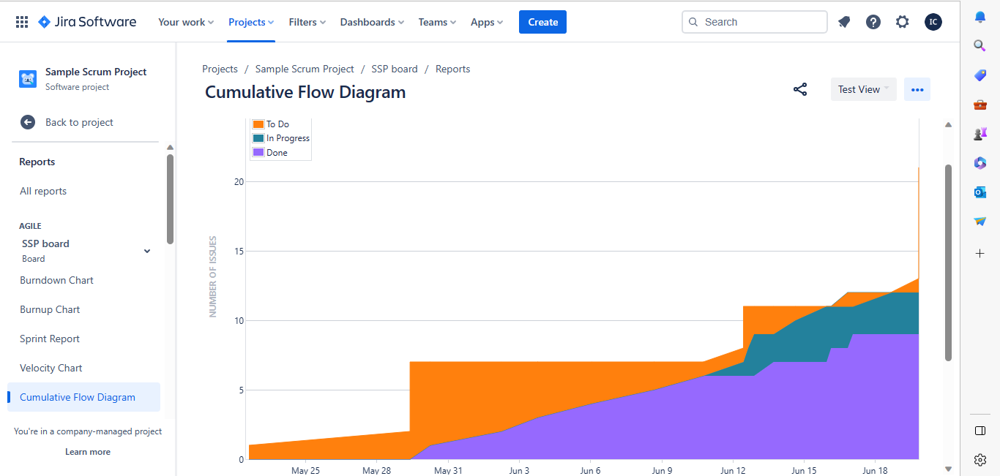 Jira Software Your work Projects Filters Dashboards Teams Apps Create Search IC
Sample Scrum Project
Software project
Back to project
Reports
All reports
AGILE
SSP board
Board
Burndown Chart
Burnup Chart
Sprint Report
Velocity Chart
Cumulative Flow Diagram
You're in a company-managed project
Learn more
Projects / Sample Scrum Project / SSP board / Reports
Cumulative Flow Diagram
Test View
To Do
In Progress
Done
NUMBER OF ISSUES
20
15
10
5
0
May 25 May 28 May 31 Jun 3 Jun 6 Jun 9 Jun 12 Jun 15 Jun 18